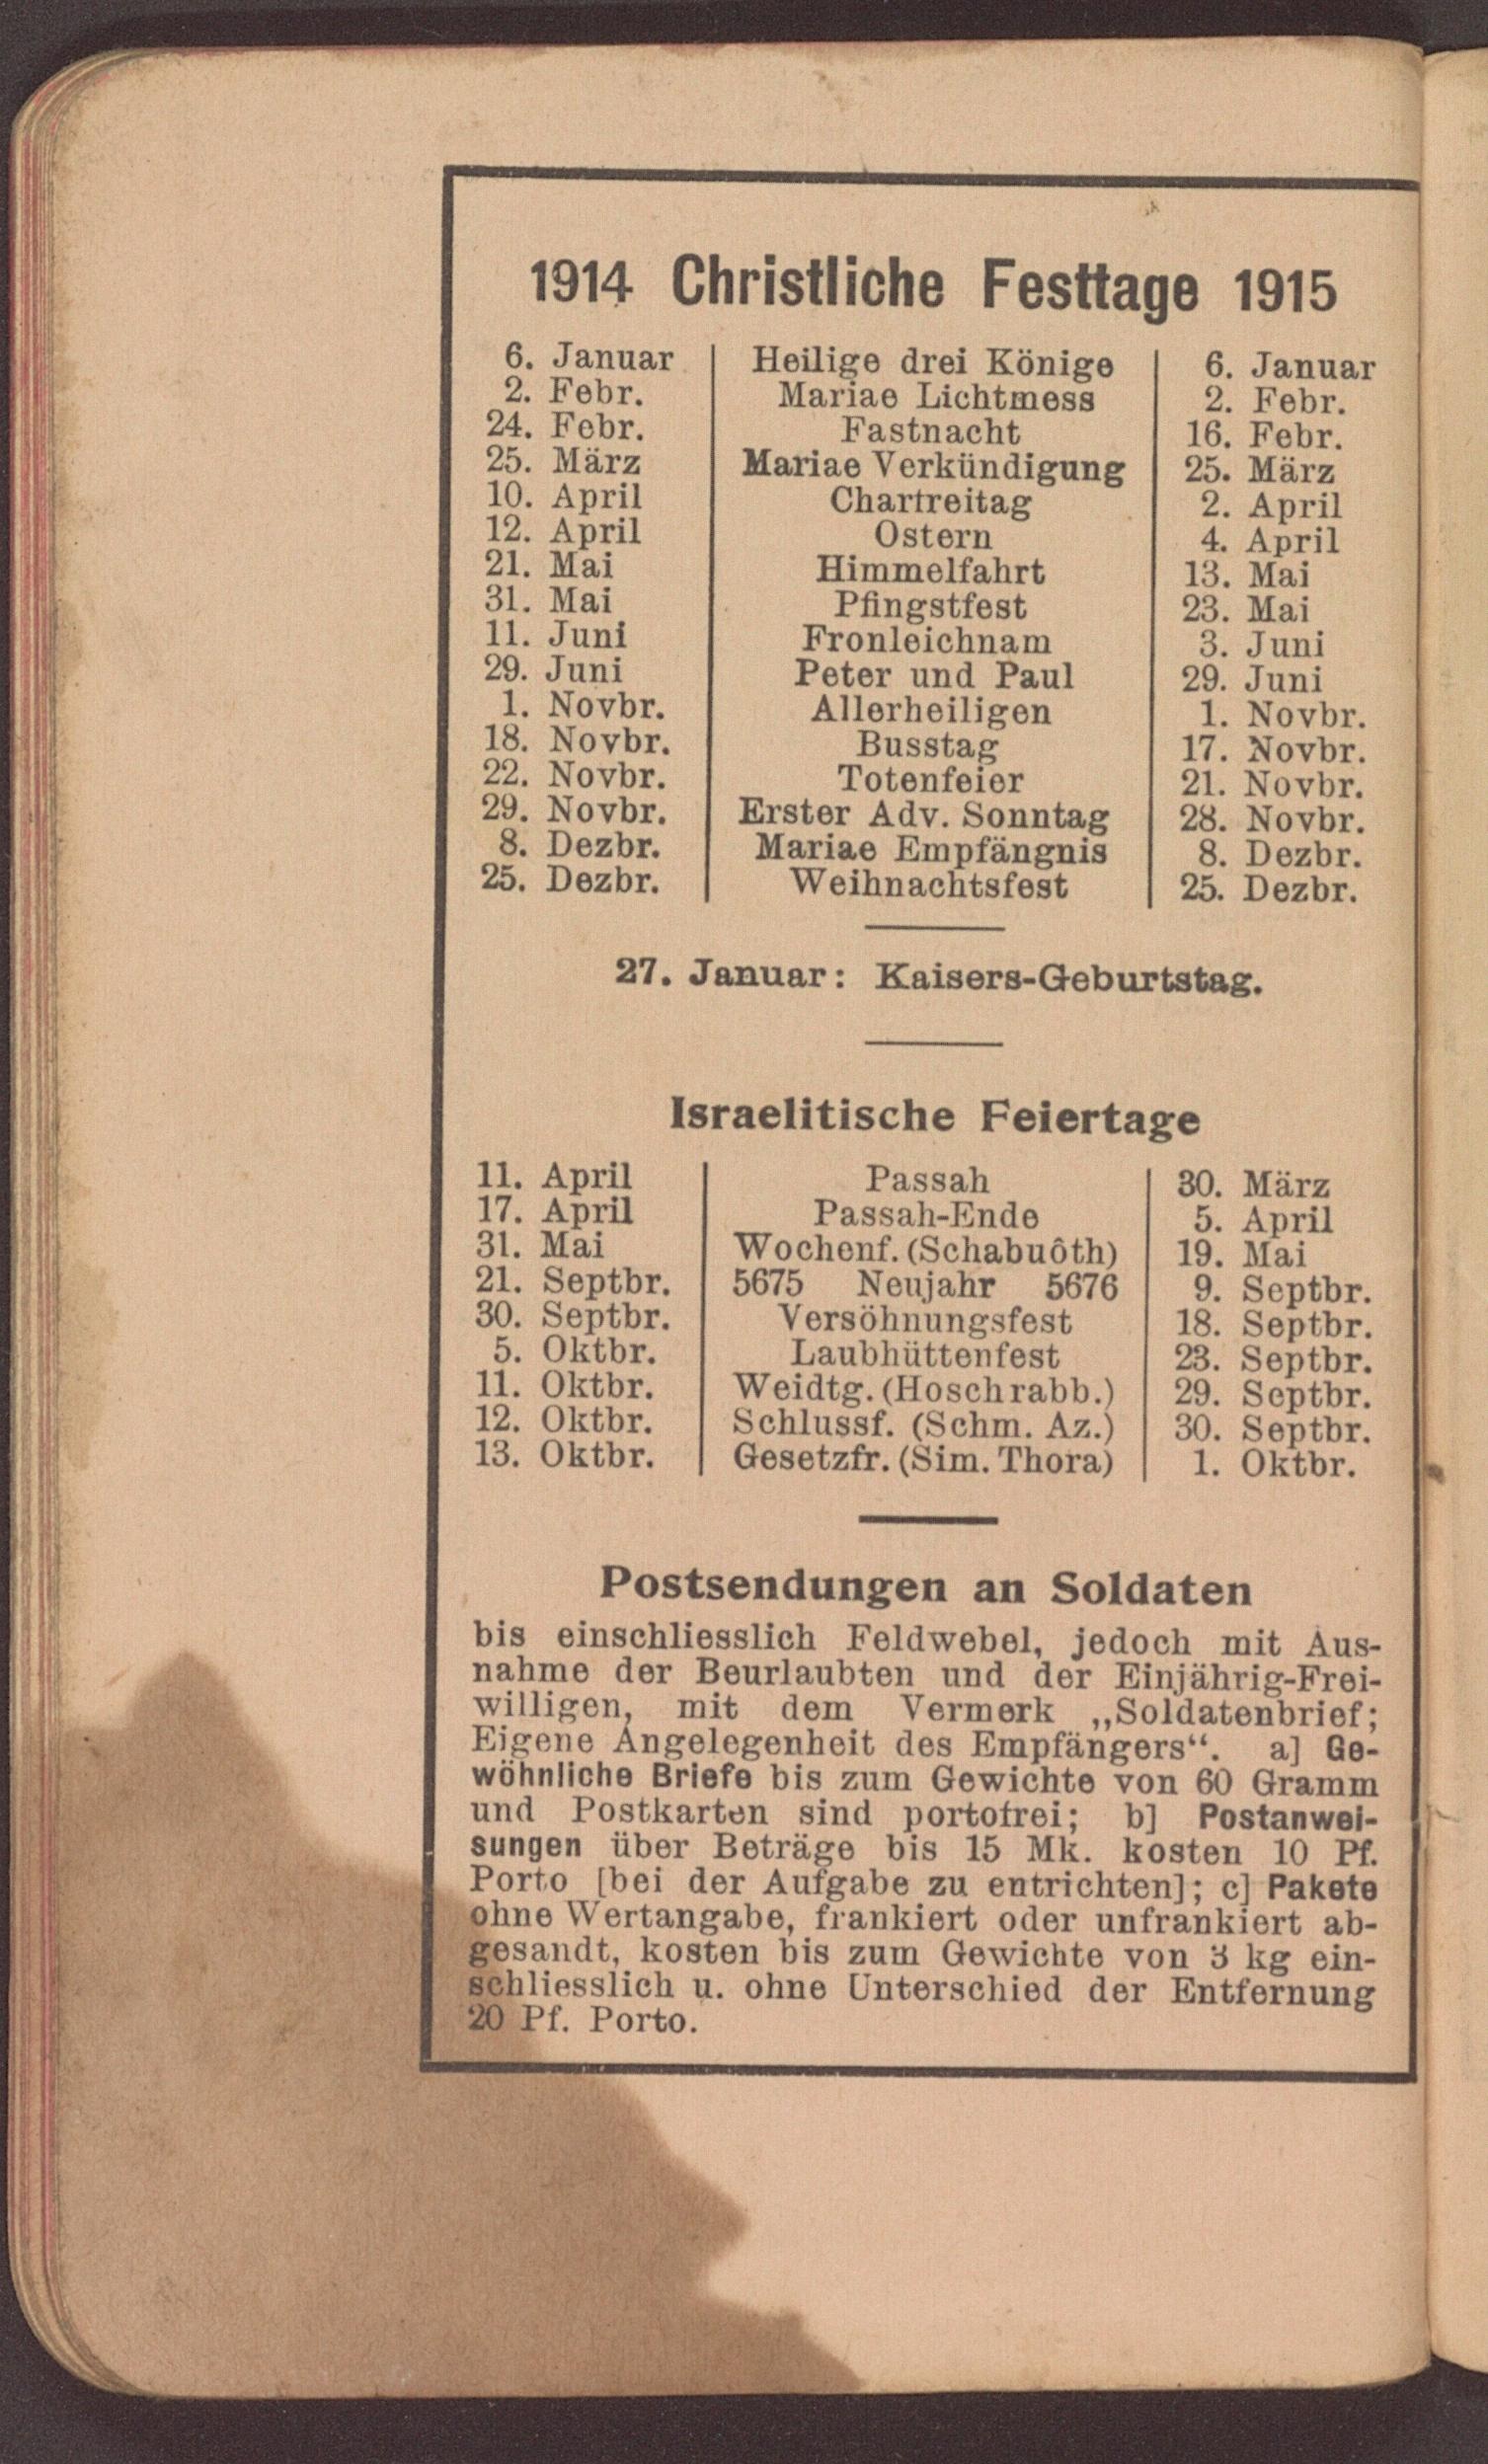 1914 Christliche Festtage 1915
6. Januar Heilige drei Könige 6. Januar
2. Febr. Mariae Lichtmess 2. Febr.
24. Febr. Fastnacht 16. Febr.
25. März Mariae Verkündigung 25. März
10. April Charfreitag 2. April
12. April Ostern 4. April
21. Mai Himmelfahrt 13. Mai
31. Mai Pfingstfest 23. Mai
11. Juni Fronleichnam 3. Juni
29. Juni Peter und Paul 29. Juni
1. Novbr. Allerheiligen 1. Novbr.
18. Novbr. Busstag 17. Novbr.
22. Novbr. Totenfeier 21. Novbr.
29. Novbr. Erster Adv. Sonntag 28. Novbr.
8. Dezbr. Mariae Empfängnis 8. Dezbr.
25. Dezbr. Weihnachtsfest 25. Dezbr.
27. Januar: Kaisers-Geburtstag.
Israelitische Feiertage
11. April Passah 30. März
17. April Passah-Ende 5. April
31. Mai Wochenf. (Schabuôth) 19. Mai
21. Septbr. 5675 Neujahr 5676 9. Septbr.
30. Septbr. Versöhnungsfest 18. Septbr.
5. Oktbr. Laubhüttenfest 23. Septbr.
11. Oktbr. Weidtg. (Hoschrabb.) 29. Septbr.
12. Oktbr. Schlussf. (Schm. Az.) 30. Septbr.
13. Oktbr. Gesetzfr. (Sim. Thora) 1. Oktbr.
Postsendungen an Soldaten
bis einschliesslich Feldwebel, jedoch mit Aus-
nahme der Beurlaubten und der Einjährig-Frei-
willigen, mit dem Vermerk „Soldatenbrief;
Eigene Angelegenheit des Empfängers“. a] Ge-
wöhnliche Briefe bis zum Gewichte von 60 Gramm
und Postkarten sind portofrei; b] Postanwei-
sungen über Beträge bis 15 Mk. kosten 10 Pf.
Porto [bei der Aufgabe zu entrichten]; c] Pakete
ohne Wertangabe, frankiert oder unfrankiert ab-
gesandt, kosten bis zum Gewichte von 3 kg ein-
schliesslich u. ohne Unterschied der Entfernung
20 Pf. Porto.